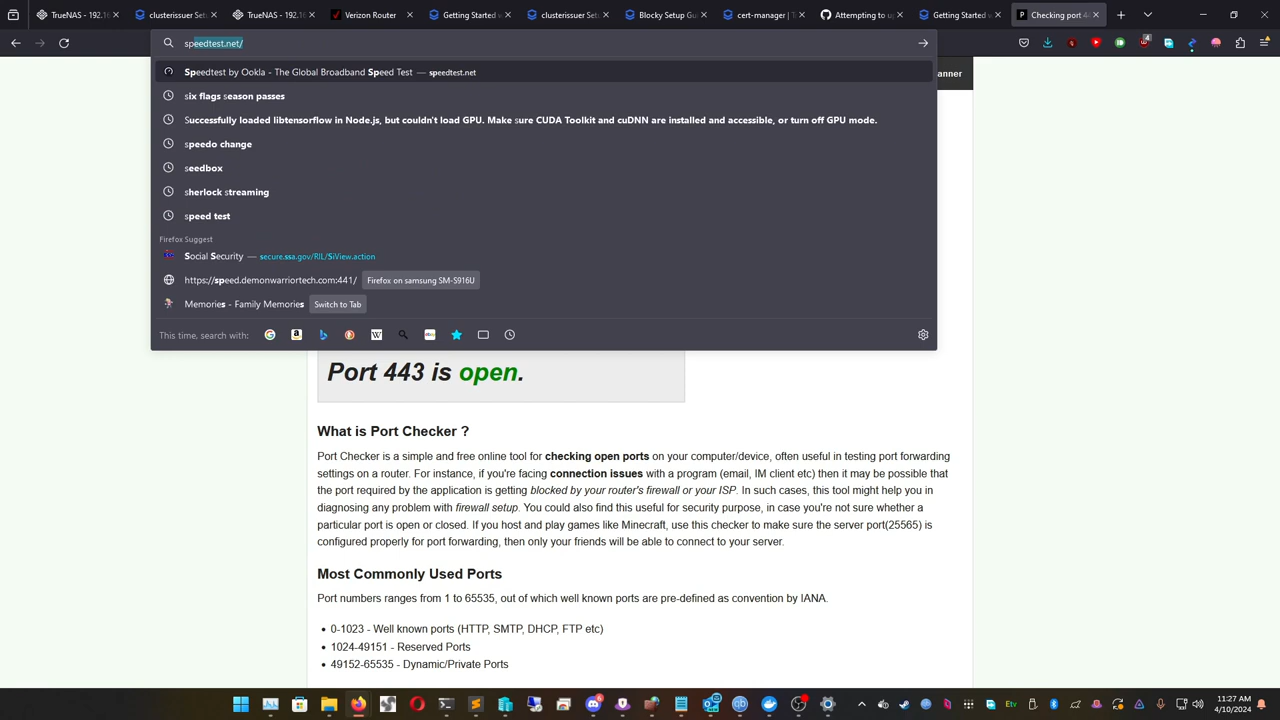 TrueNAS - 192.16
clusterissuer Setu
TrueNAS - 192.16
Verizon Router
Getting Started w
clusterissuer Setu
Blocky Setup Gui
cert-manager | T
Attempting to up
Getting Started w
Checking port 44
speedtest.net/
Speedtest by Ookla - The Global Broadband Speed Test — speedtest.net
anner
six flags season passes
Successfully loaded libtensorflow in Node.js, but couldn't load GPU. Make sure CUDA Toolkit and cuDNN are installed and accessible, or turn off GPU mode.
speedo change
seedbox
sherlock streaming
speed test
Firefox Suggest
Social Security — secure.ssa.gov/RIL/SiView.action
https://speed.demonwarriortech.com:441/ Firefox on samsung SM-S916U
Memories - Family Memories Switch to Tab
This time, search with:
Port 443 is open.
What is Port Checker ?
Port Checker is a simple and free online tool for checking open ports on your computer/device, often useful in testing port forwarding
settings on a router. For instance, if you're facing connection issues with a program (email, IM client etc) then it may be possible that
the port required by the application is getting blocked by your router's firewall or your ISP. In such cases, this tool might help you in
diagnosing any problem with firewall setup. You could also find this useful for security purpose, in case you're not sure whether a
particular port is open or closed. If you host and play games like Minecraft, use this checker to make sure the server port(25565) is
configured properly for port forwarding, then only your friends will be able to connect to your server.
Most Commonly Used Ports
Port numbers ranges from 1 to 65535, out of which well known ports are pre-defined as convention by IANA.
• 0-1023 - Well known ports (HTTP, SMTP, DHCP, FTP etc)
• 1024-49151 - Reserved Ports
• 49152-65535 - Dynamic/Private Ports
11:27 AM
4/10/2024